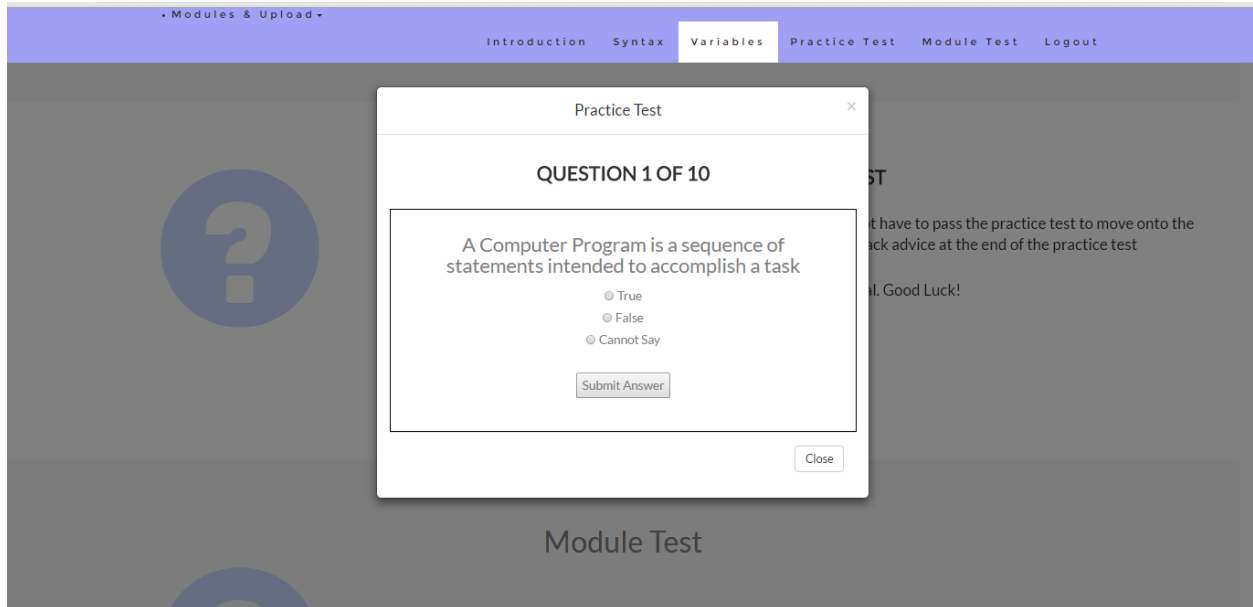 • Modules & Upload
Introduction Syntax Variables Practice Test Module Test Logout
Practice Test ×
QUESTION 1 OF 10
A Computer Program is a sequence of
statements intended to accomplish a task
True
False
Cannot Say
Submit Answer
Close
ST
t have to pass the practice test to move onto the
ack advice at the end of the practice test
al. Good Luck!
Module Test